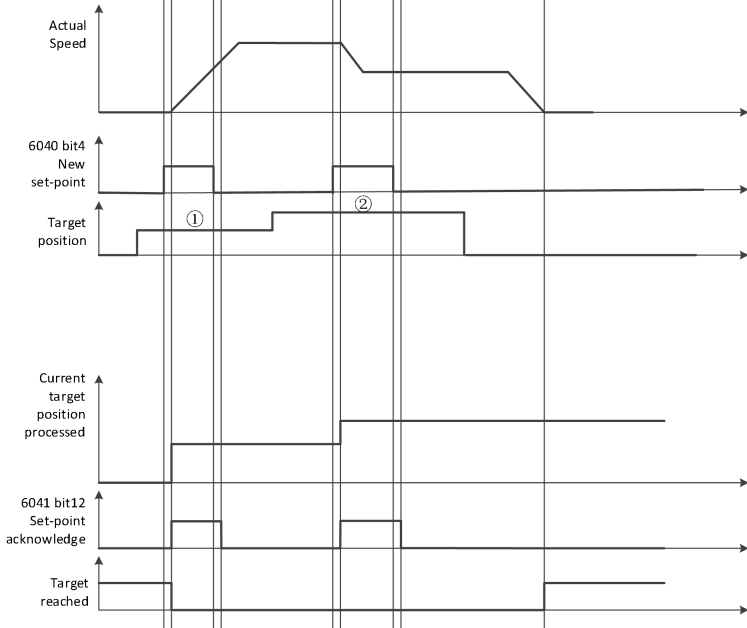 Actual
Speed
6040 bit4
New
set-point
①
②
Target
position
Current
target
position
processed
6041 bit12
Set-point
acknowledge
Target
reached